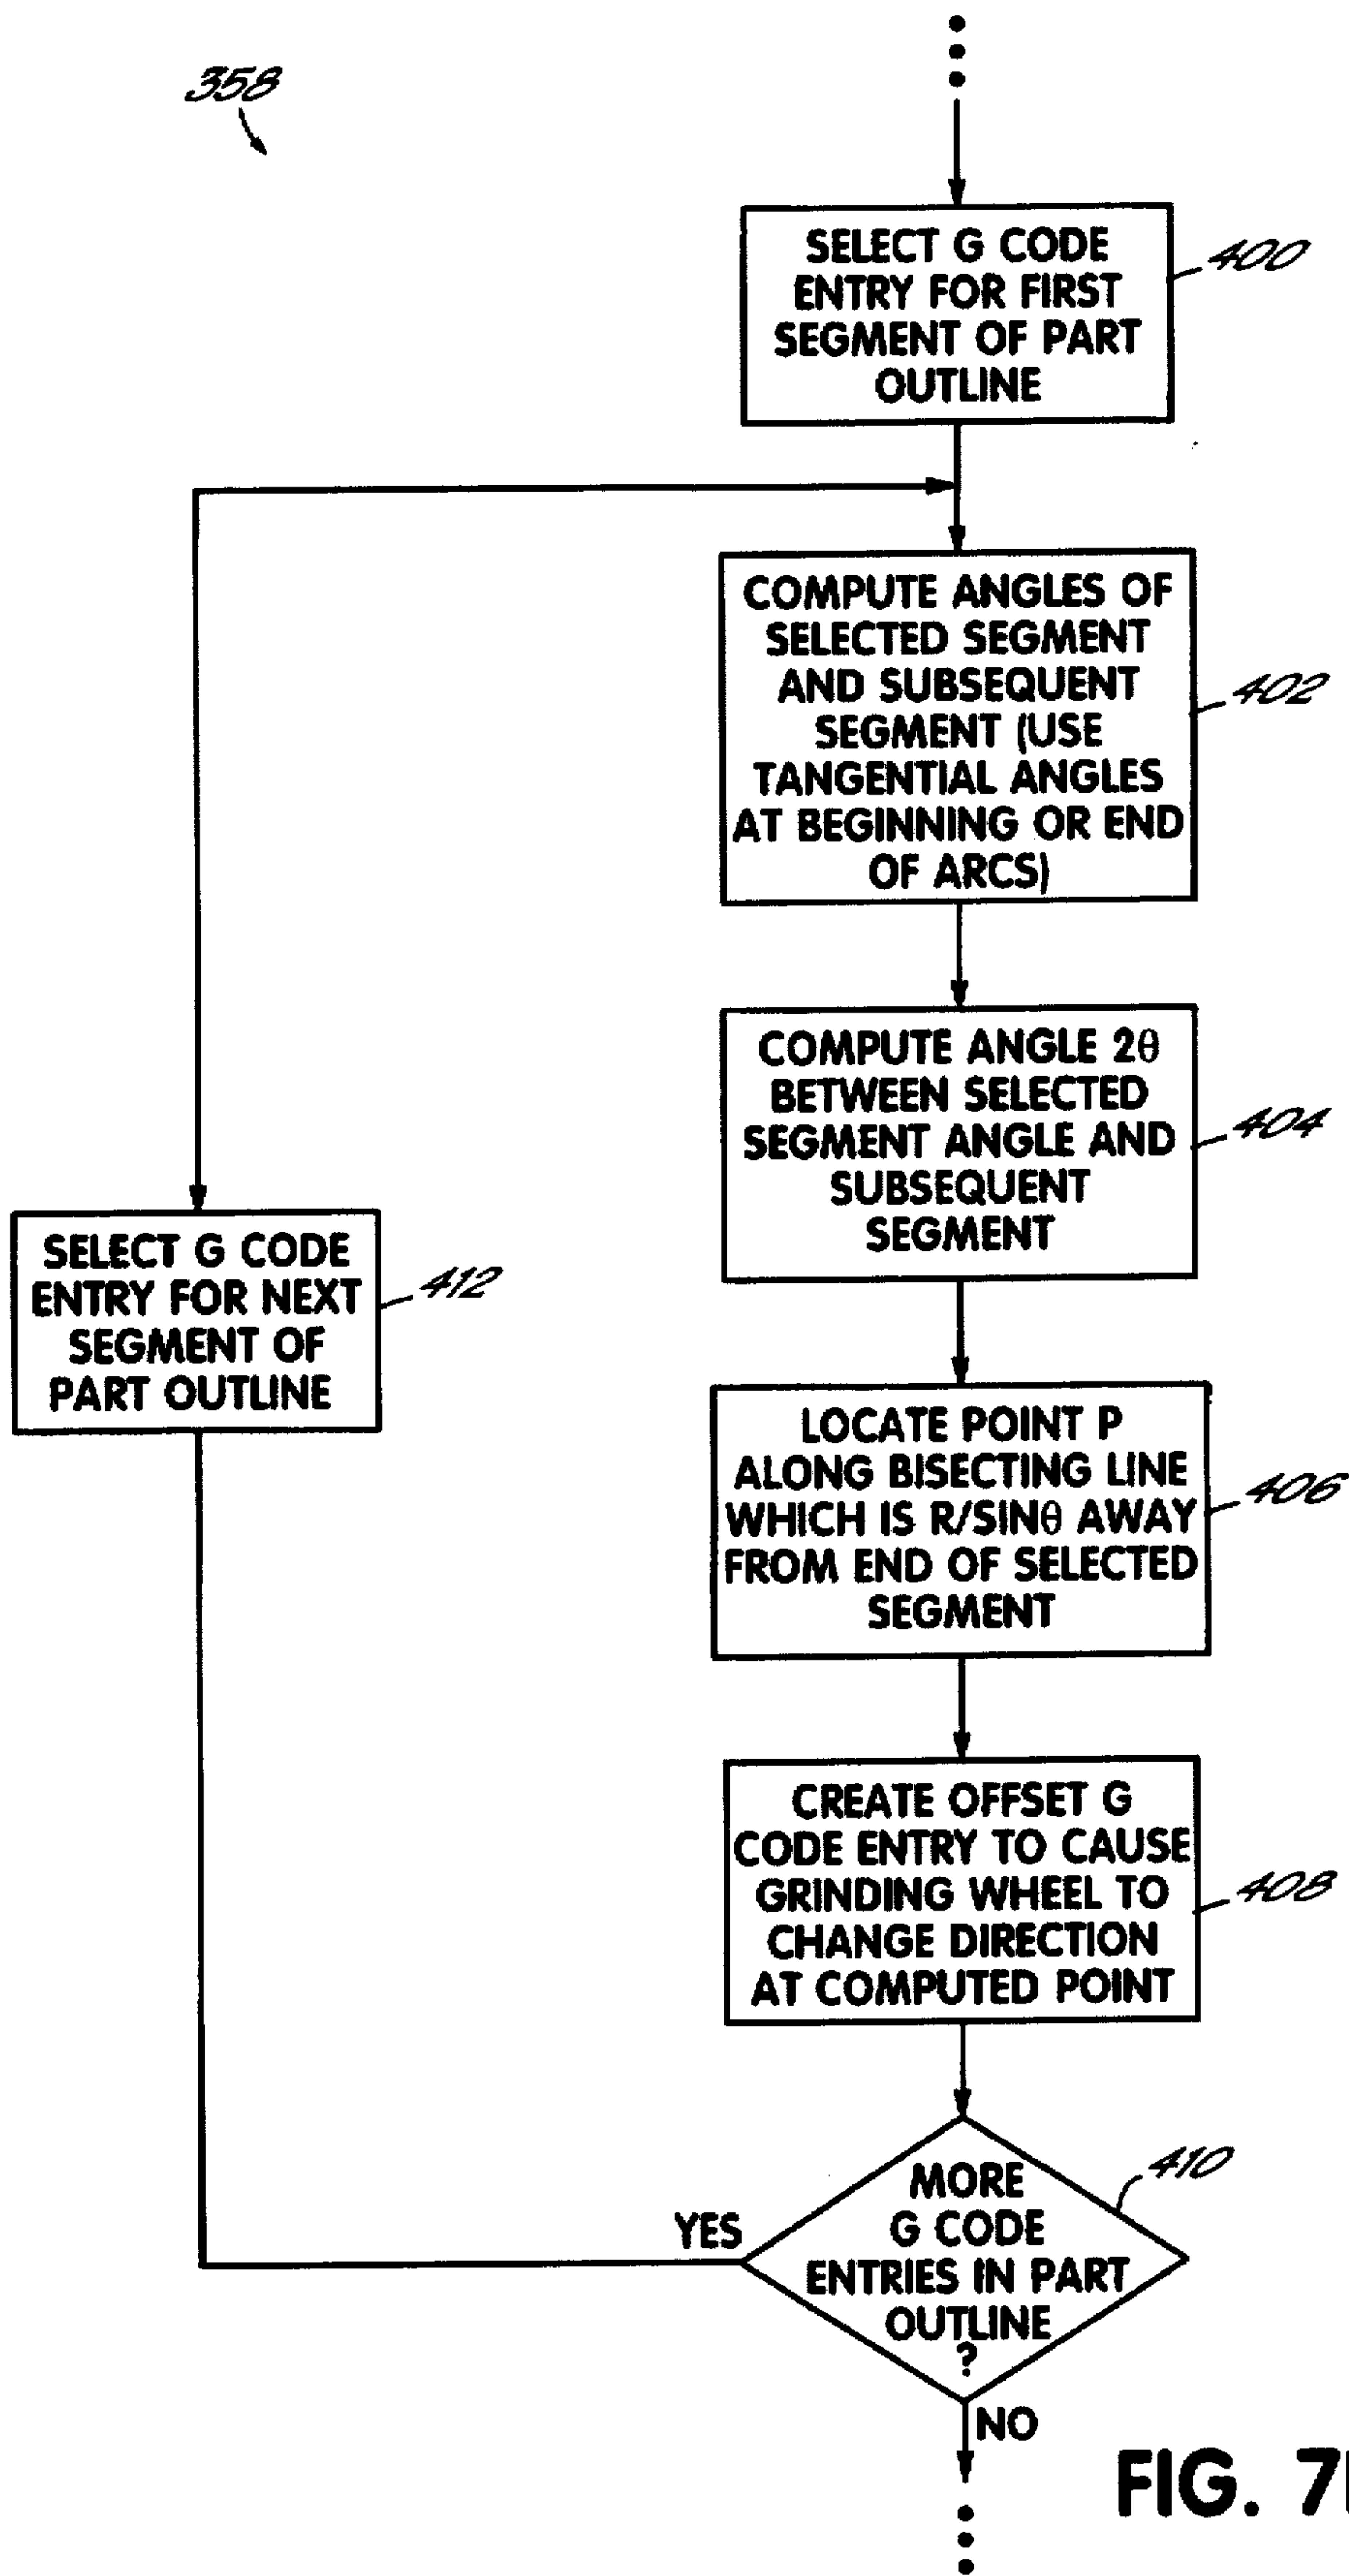 358
SELECT G CODE
ENTRY FOR FIRST
SEGMENT OF PART
OUTLINE
400
COMPUTE ANGLES OF
SELECTED SEGMENT
AND SUBSEQUENT
SEGMENT (USE
TANGENTIAL ANGLES
AT BEGINNING OR END
OF ARCS)
402
COMPUTE ANGLE 2θ
BETWEEN SELECTED
SEGMENT ANGLE AND
SUBSEQUENT
SEGMENT
404
SELECT G CODE
ENTRY FOR NEXT
SEGMENT OF
PART OUTLINE
412
LOCATE POINT P
ALONG BISECTING LINE
WHICH IS R/SINθ AWAY
FROM END OF SELECTED
SEGMENT
406
CREATE OFFSET G
CODE ENTRY TO CAUSE
GRINDING WHEEL TO
CHANGE DIRECTION
AT COMPUTED POINT
408
MORE
G CODE
ENTRIES IN PART
OUTLINE
?
410
YES
NO
FIG.